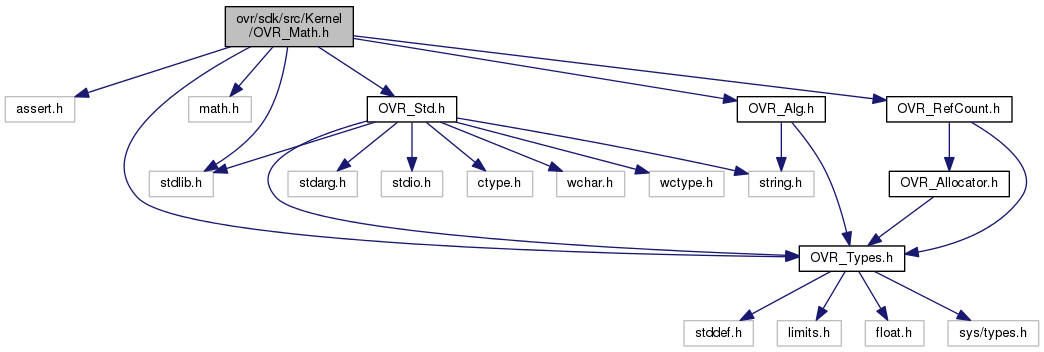 ovr/sdk/src/Kernel
/OVR_Math.h
assert.h
math.h
OVR_Std.h
OVR_Alg.h
OVR_RefCount.h
stdlib.h
stdarg.h
stdio.h
ctype.h
wchar.h
wctype.h
string.h
OVR_Allocator.h
OVR_Types.h
stddef.h
limits.h
float.h
sys/types.h